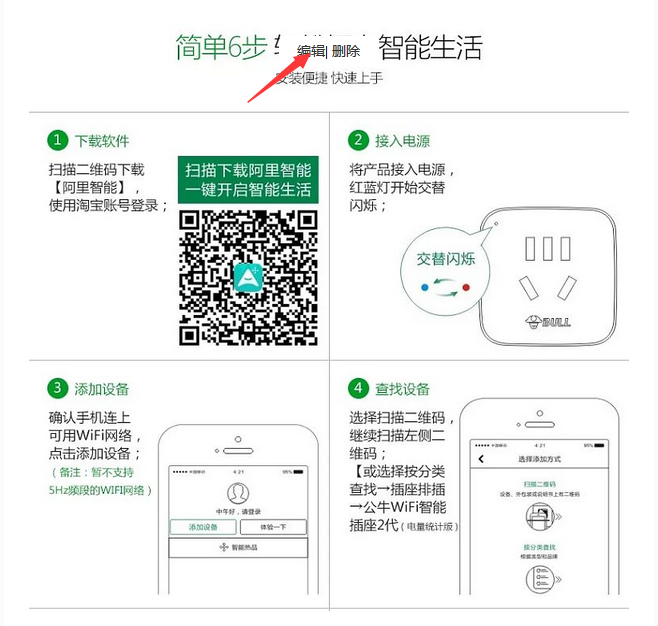 简单6步 智能生活
编辑| 删除
安装便捷 快速上手
1 下载软件
扫描二维码下载
【阿里智能】，
使用淘宝账号登录；
扫描下载阿里智能
一键开启智能生活
2 接入电源
将产品接入电源，
红蓝灯开始交替
闪烁；
交替闪烁
BULL
3 添加设备
确认手机连上
可用WiFi网络，
点击添加设备；
（备注：暂不支持
5Hz频段的WIFI网络）
中国移动 4:21 95%
中午好，请登录
添加设备 体验一下
智能热品
4 查找设备
选择扫描二维码，
继续扫描左侧二
维码；
【或选择按分类
查找→插座排插
→公牛WiFi智能
插座2代（电量统计版）
中国移动 4:21 95%
选择添加方式
扫描二维码
设备、外包装或说明书上有二维码
按分类查找
根据类型和品牌